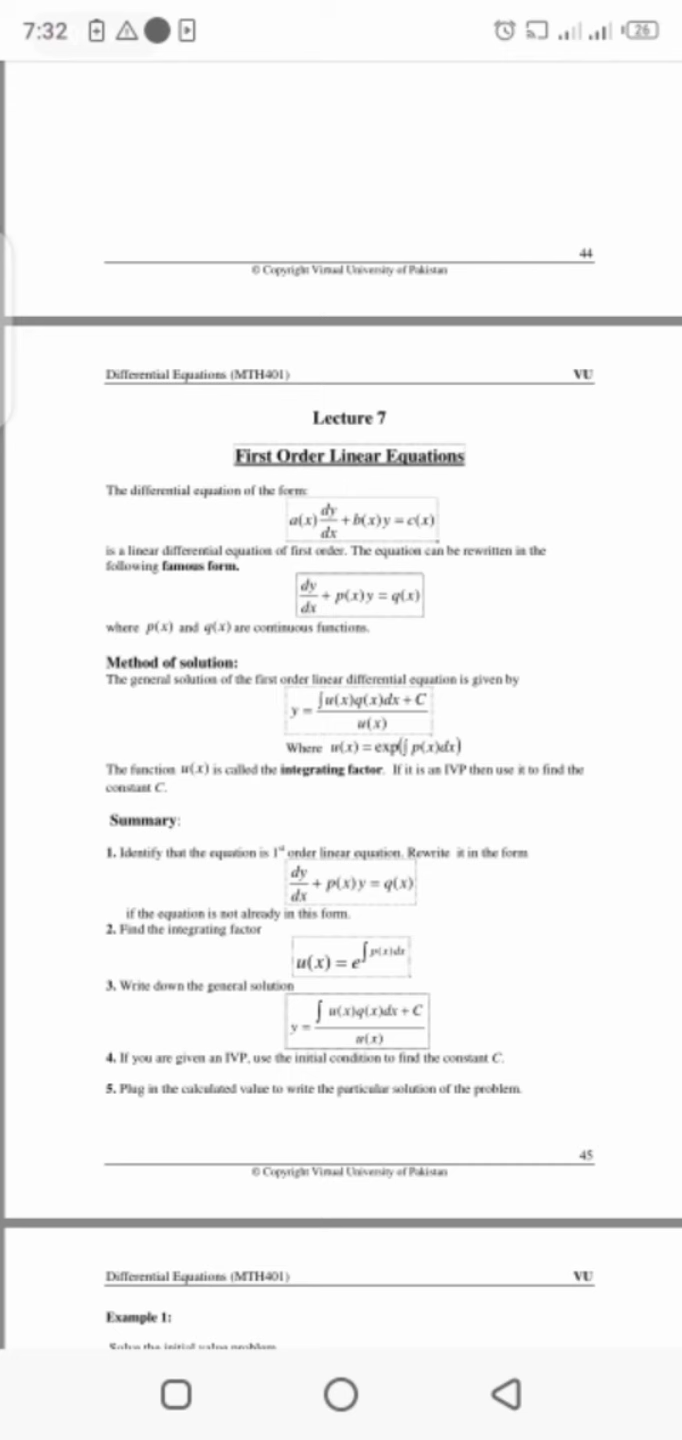 7:32
26
44
© Copyright Virtual University of Pakistan
Differential Equations (MTH401) VU
Lecture 7
First Order Linear Equations
The differential equation of the form:
a(x) dy/dx + b(x)y = c(x)
is a linear differential equation of first order. The equation can be rewritten in the
following famous form.
dy/dx + p(x)y = q(x)
where p(x) and q(x) are continuous functions.
Method of solution:
The general solution of the first order linear differential equation is given by
y = (∫u(x)q(x)dx + C)/u(x)
Where u(x) = exp(∫ p(x)dx)
The function u(x) is called the integrating factor. If it is an IVP then use it to find the
constant C.
Summary:
1. Identify that the equation is 1st order linear equation. Rewrite it in the form
dy/dx + p(x)y = q(x)
if the equation is not already in this form.
2. Find the integrating factor
u(x) = e^∫p(x)dx
3. Write down the general solution
y = (∫ u(x)q(x)dx + C)/u(x)
4. If you are given an IVP, use the initial condition to find the constant C.
5. Plug in the calculated value to write the particular solution of the problem.
45
© Copyright Virtual University of Pakistan
Differential Equations (MTH401) VU
Example 1:
Solve the initial value problem